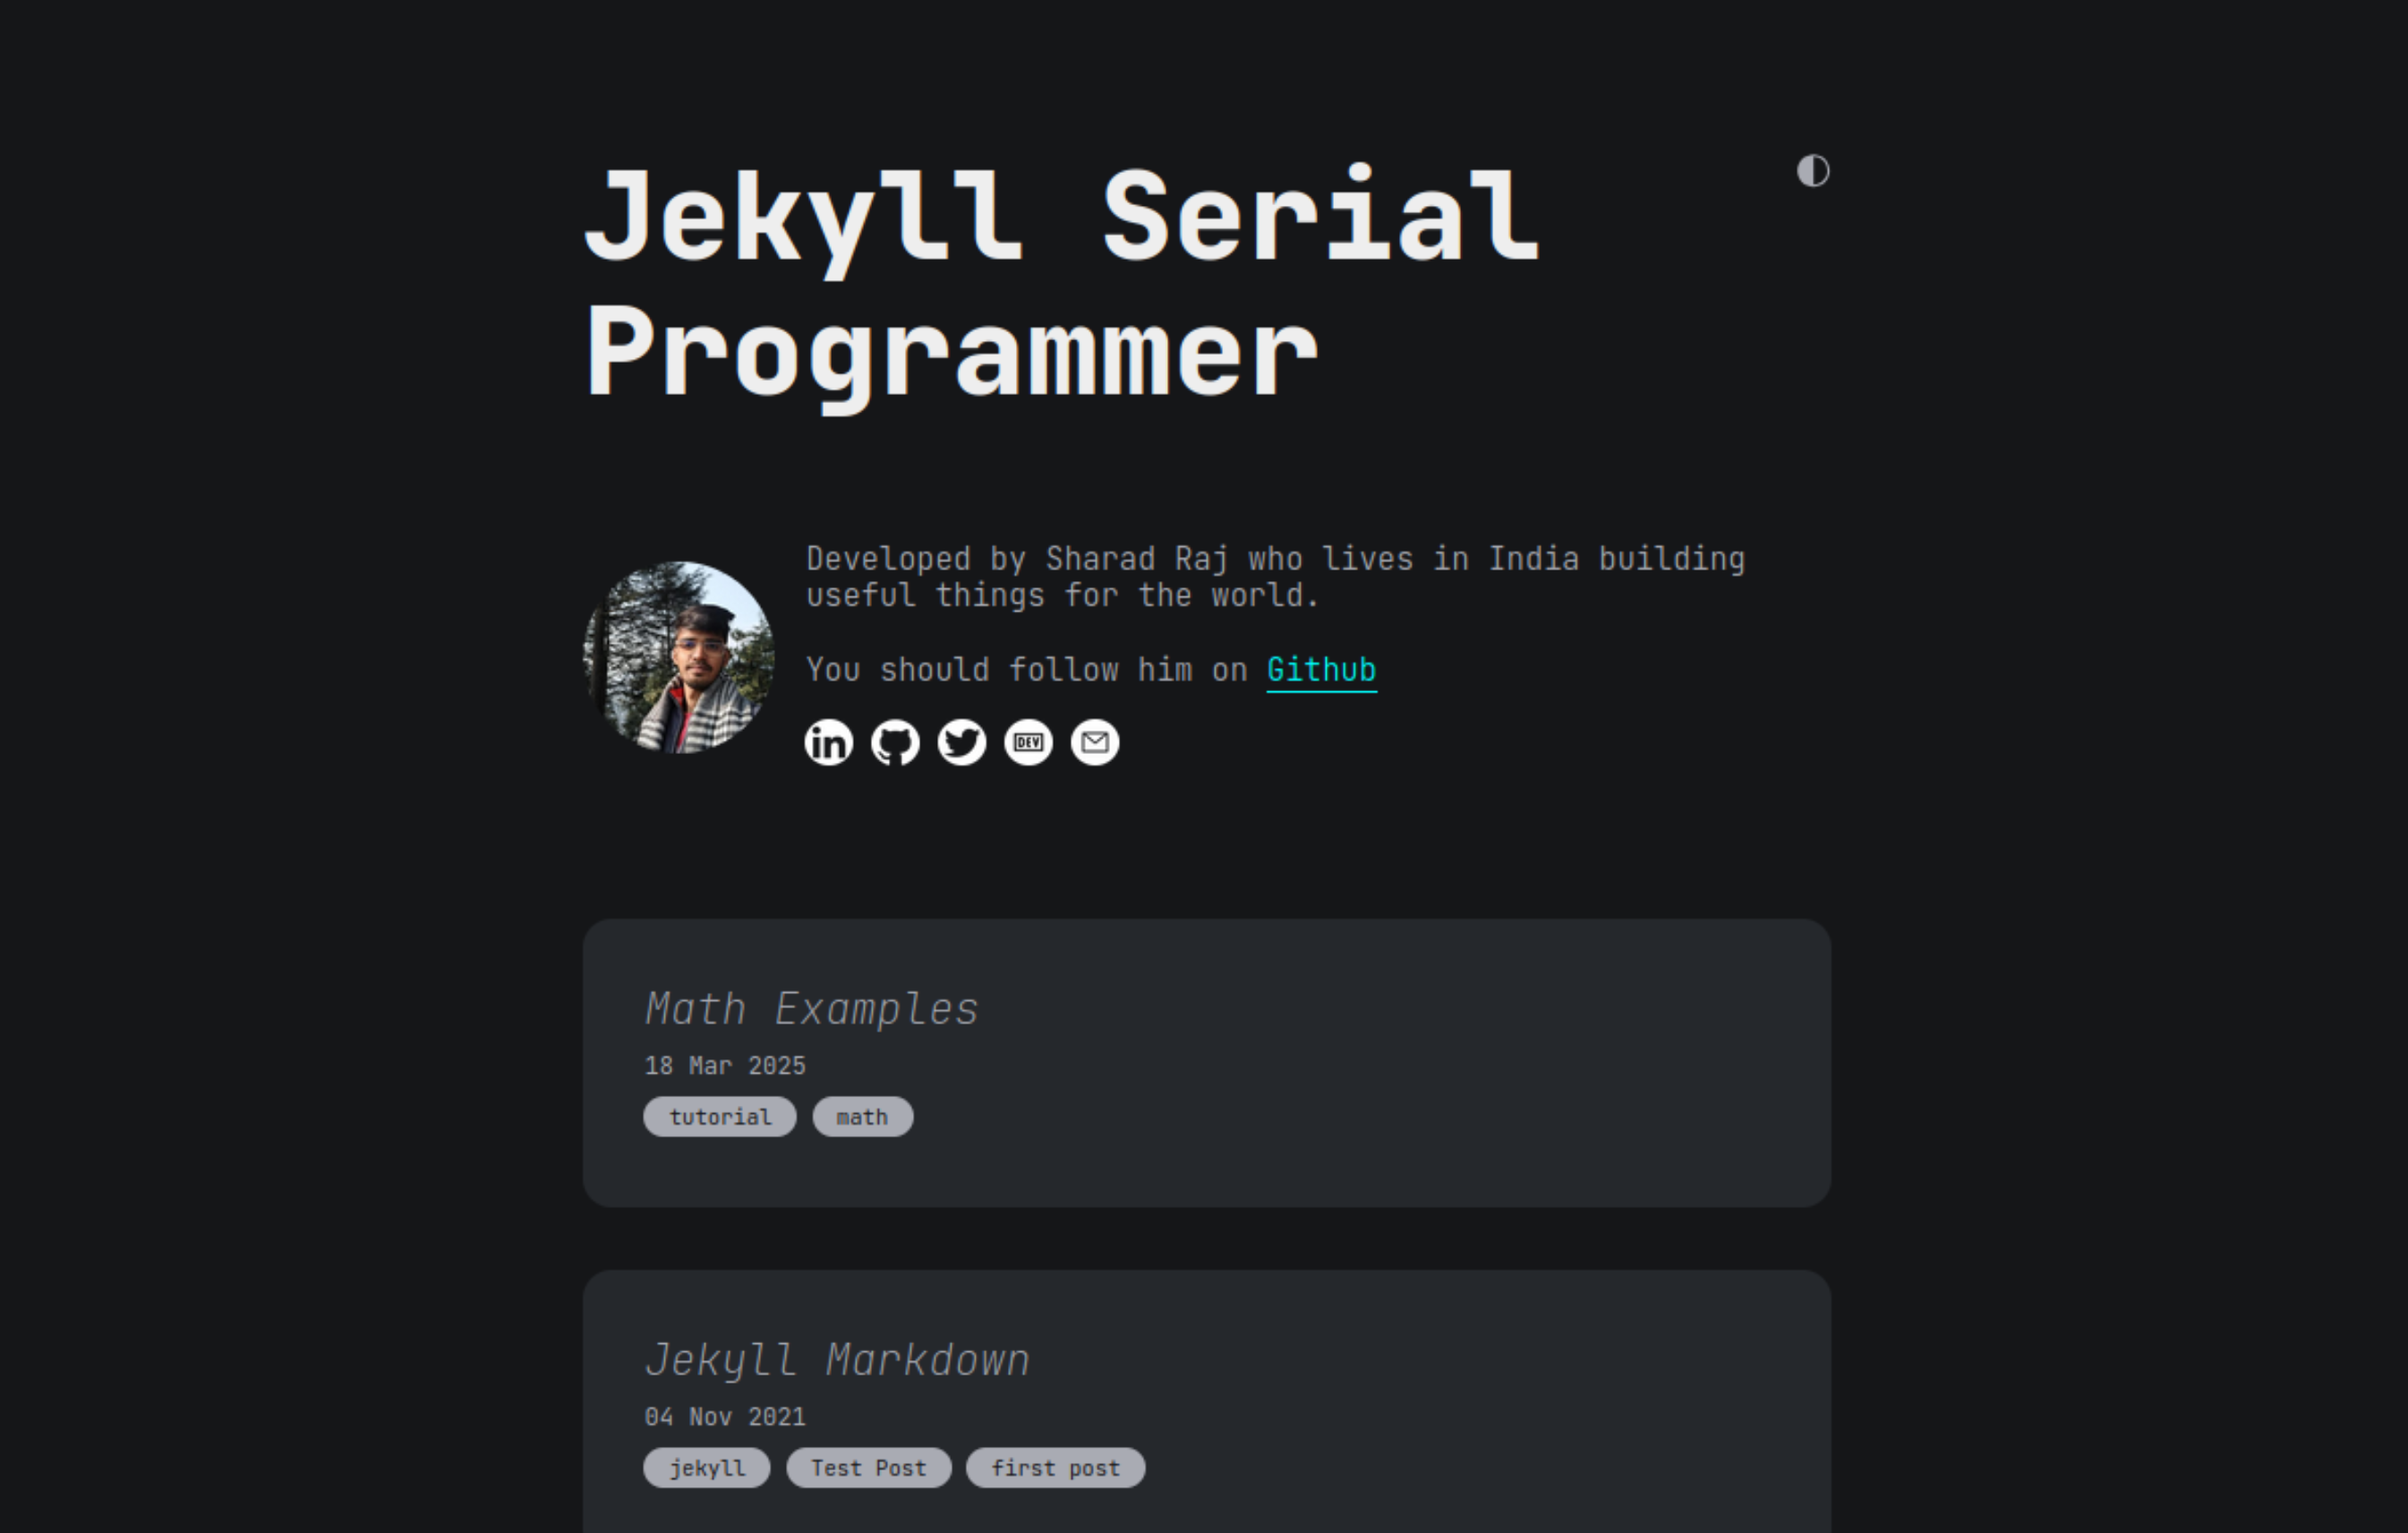 Jekyll Serial
Programmer
Developed by Sharad Raj who lives in India building
useful things for the world.
You should follow him on Github
in DEV
Math Examples
18 Mar 2025
tutorial math
Jekyll Markdown
04 Nov 2021
jekyll Test Post first post